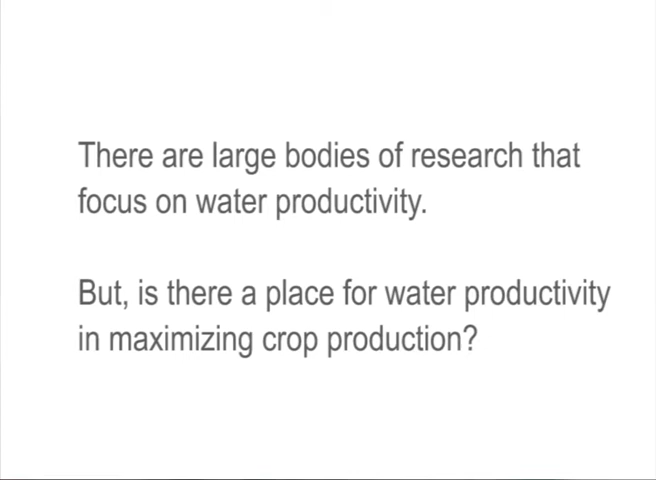 There are large bodies of research that
focus on water productivity.
But, is there a place for water productivity
in maximizing crop production?